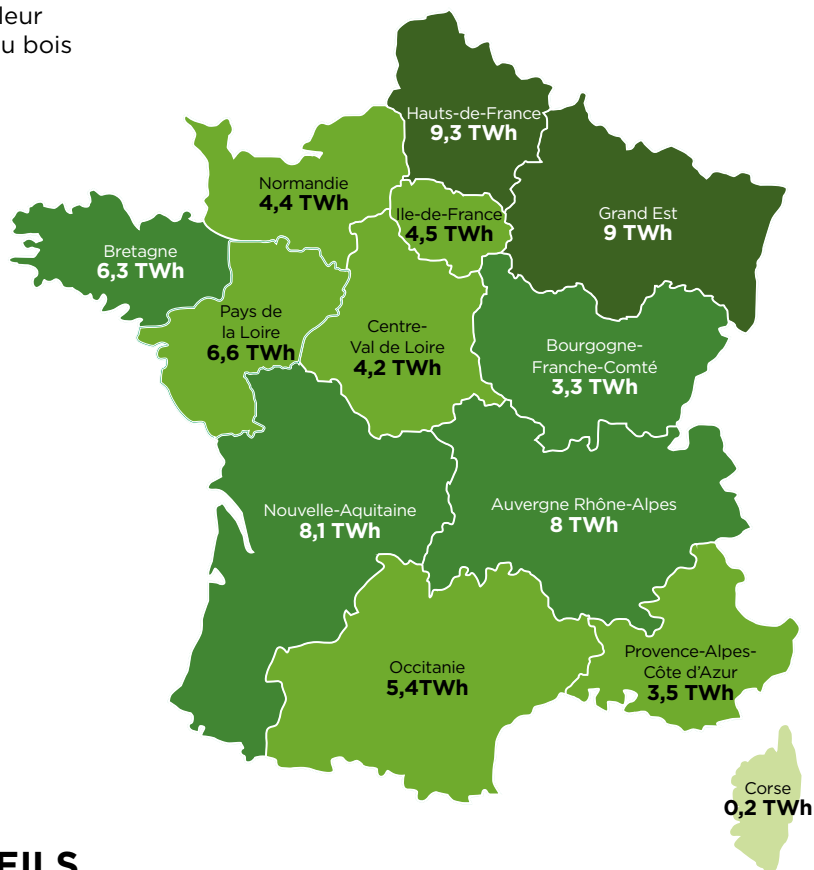 u bois
Hauts-de-France
9,3 TWh
Normandie
4,4 TWh
Ile-de-France
4,5 TWh
Grand Est
9 TWh
Bretagne
6,3 TWh
Pays de
la Loire
6,6 TWh
Centre-
Val de Loire
4,2 TWh
Bourgogne-
Franche-Comté
3,3 TWh
Nouvelle-Aquitaine
8,1 TWh
Auvergne Rhône-Alpes
8 TWh
Occitanie
5,4TWh
Provence-Alpes-
Côte d'Azur
3,5 TWh
Corse
0,2 TWh